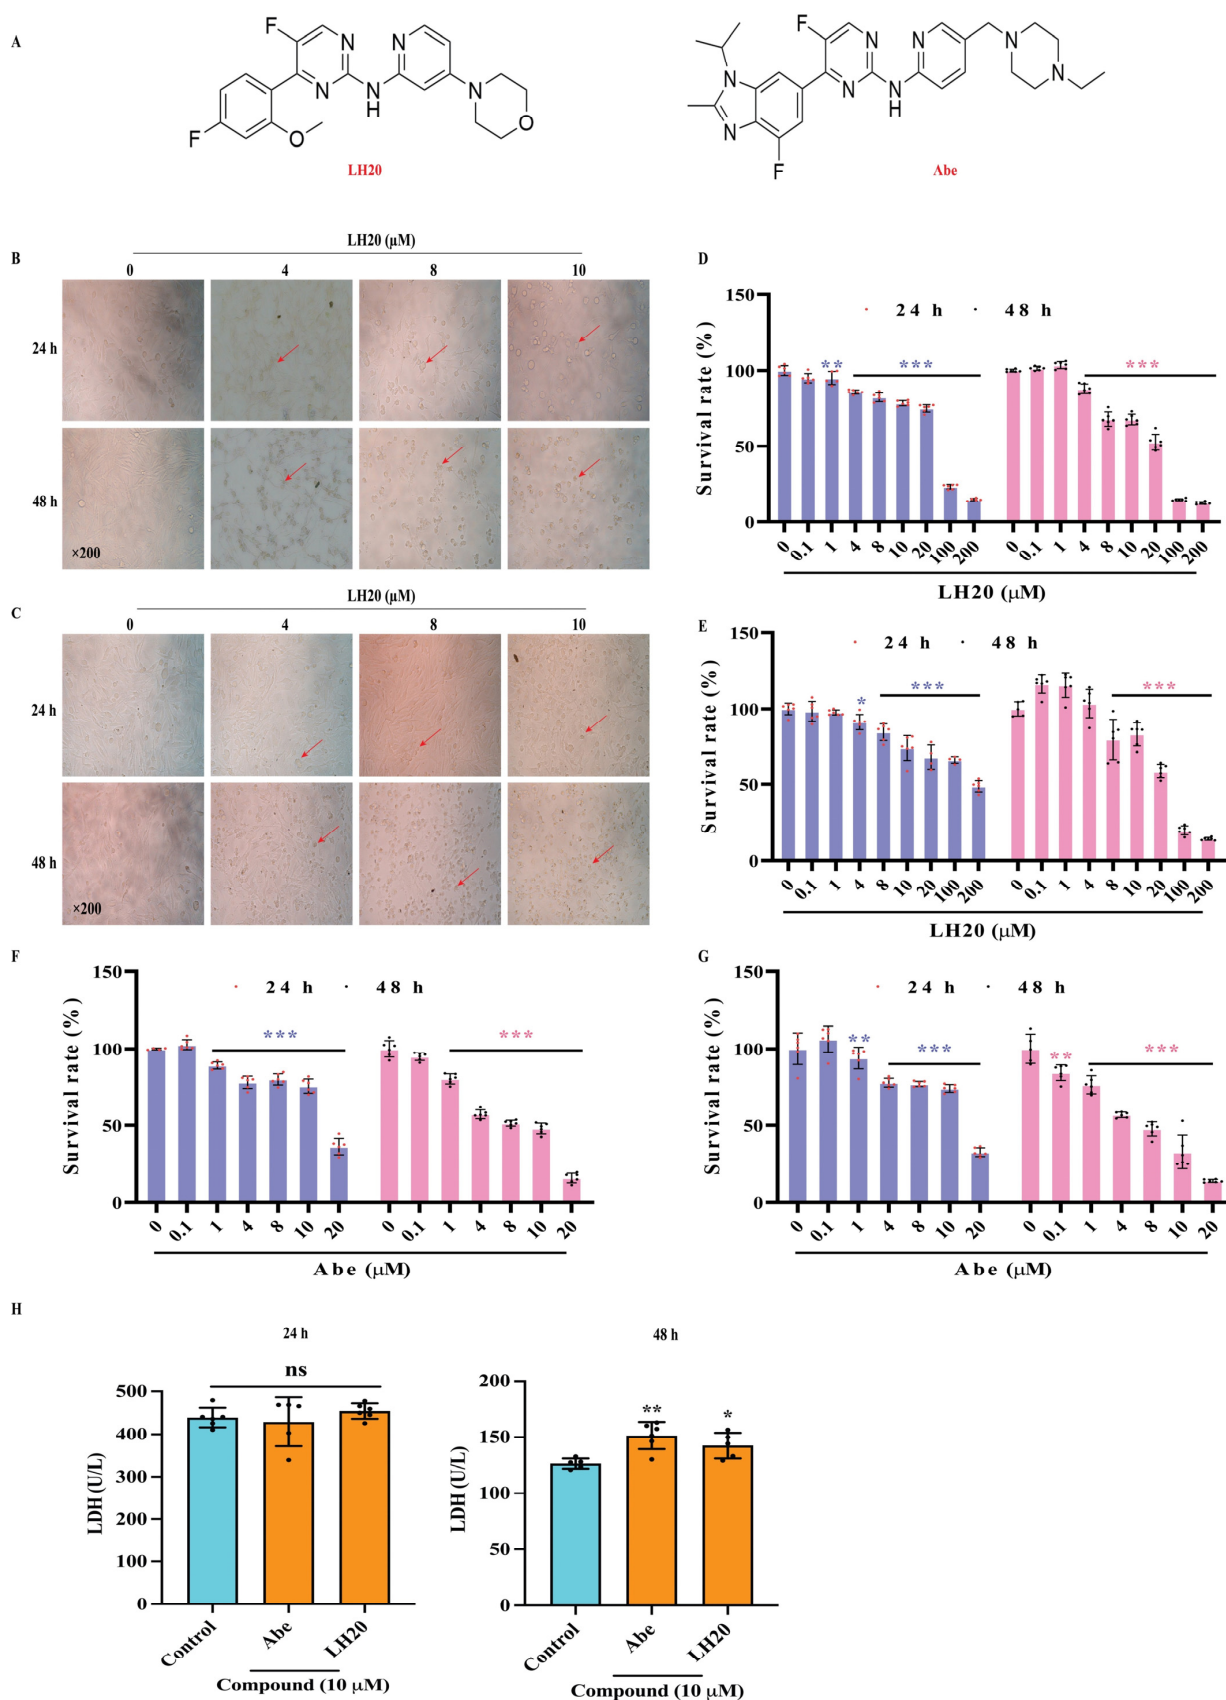 A
F
N
N
N
H
N
N
O
F
O
LH20
F
N
N
N
H
N
N
N
N
N
F
Abe
B
LH20 (µM)
0 4 8 10
24 h
48 h
×200
C
LH20 (µM)
0 4 8 10
24 h
48 h
×200
D
24 h 48 h
Survival rate (%)
150
100
50
0
** *** ***
0 0.1 1 4 8 10 20 100 200 0 0.1 1 4 8 10 20 100 200
LH20 (µM)
E
24 h 48 h
Survival rate (%)
150
100
50
0
* *** ***
0 0.1 1 4 8 10 20 100 200 0 0.1 1 4 8 10 20 100 200
LH20 (µM)
F
24 h 48 h
Survival rate (%)
150
100
50
0
*** ***
0 0.1 1 4 8 10 20 0 0.1 1 4 8 10 20
Abe (µM)
G
24 h 48 h
Survival rate (%)
150
100
50
0
** *** ** ***
0 0.1 1 4 8 10 20 0 0.1 1 4 8 10 20
Abe (µM)
H
24 h
ns
LDH (U/L)
500
400
400
300
200
100
0
Control Abe LH20
Compound (10 µM)
48 h
** *
LDH (U/L)
200
150
100
50
0
Control Abe LH20
Compound (10 µM)